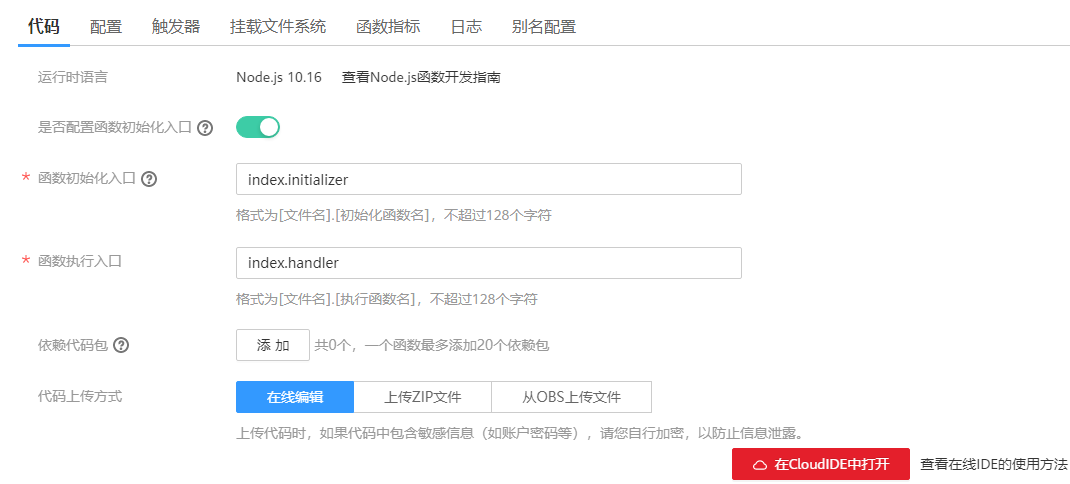 代码 配置 触发器 挂载文件系统 函数指标 日志 别名配置
运行时语言 Node.js 10.16 查看Node.js函数开发指南
是否配置函数初始化入口 ?
* 函数初始化入口 ? index.initializer
格式为[文件名].[初始化函数名]，不超过128个字符
* 函数执行入口 index.handler
格式为[文件名].[执行函数名]，不超过128个字符
依赖代码包 ? 添加 共0个，一个函数最多添加20个依赖包
代码上传方式 在线编辑 上传ZIP文件 从OBS上传文件
上传代码时，如果代码中包含敏感信息（如账户密码等），请您自行加密，以防止信息泄露。
在CloudIDE中打开 查看在线IDE的使用方法